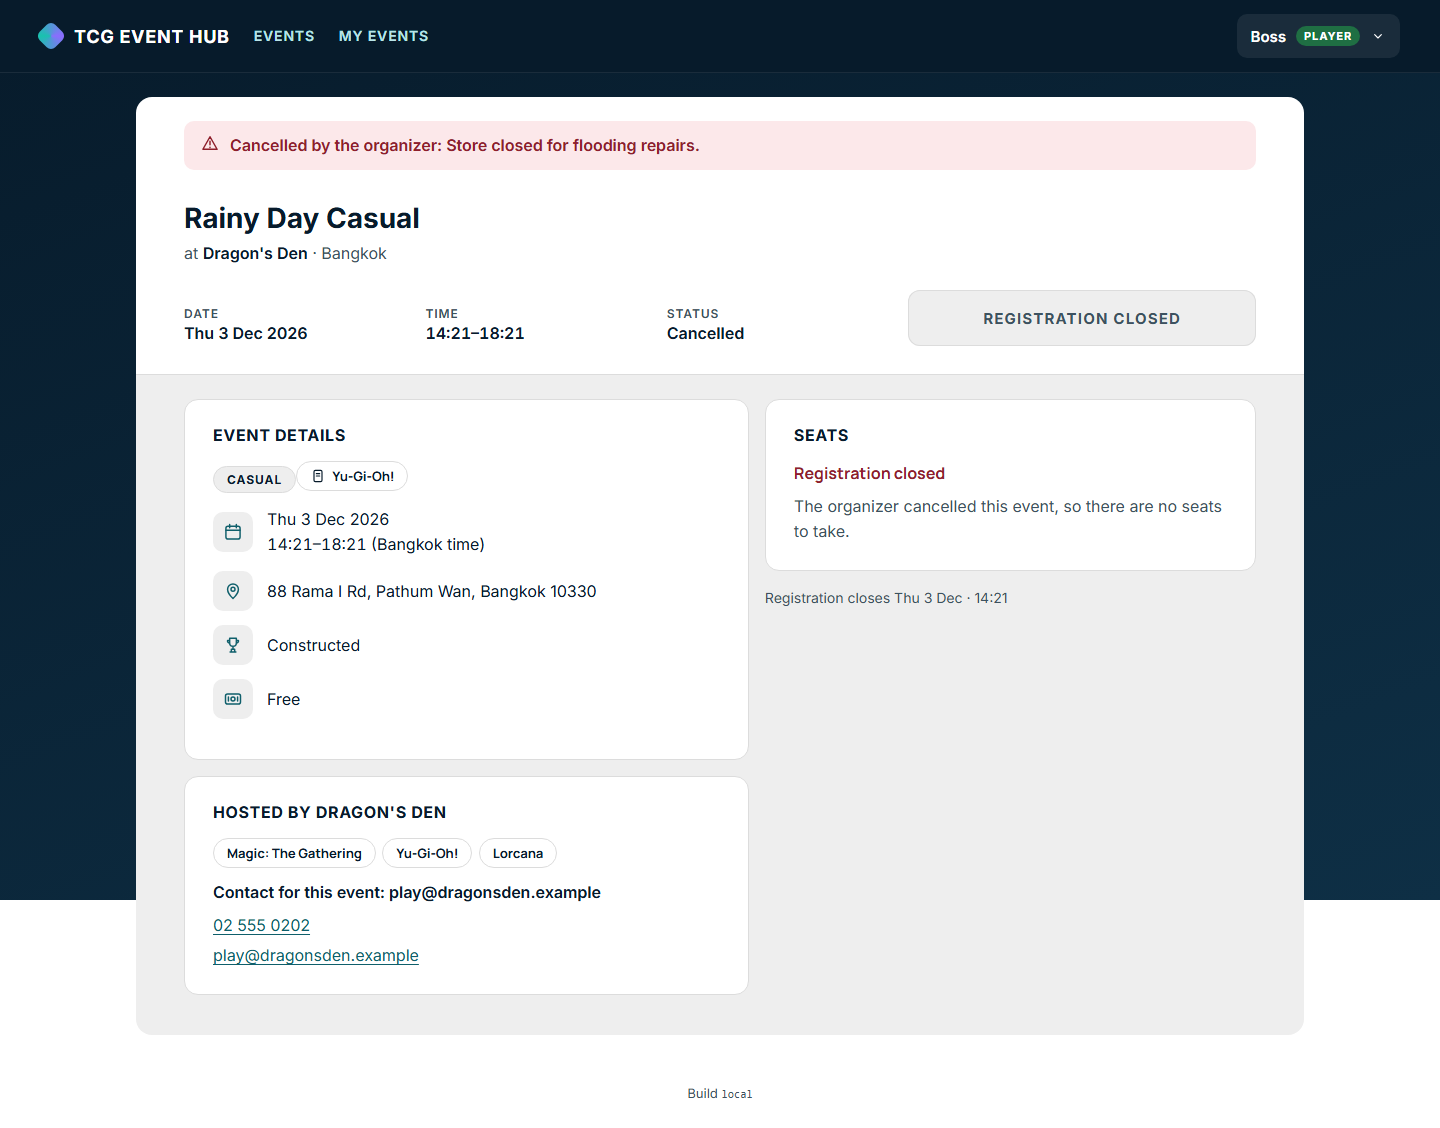 TCG EVENT HUB
EVENTS
MY EVENTS
Boss
PLAYER
Cancelled by the organizer: Store closed for flooding repairs.
Rainy Day Casual
at Dragon's Den · Bangkok
DATE
Thu 3 Dec 2026
TIME
14:21–18:21
STATUS
Cancelled
REGISTRATION CLOSED
EVENT DETAILS
CASUAL
Yu-Gi-Oh!
Thu 3 Dec 2026
14:21–18:21 (Bangkok time)
88 Rama I Rd, Pathum Wan, Bangkok 10330
Constructed
Free
SEATS
Registration closed
The organizer cancelled this event, so there are no seats
to take.
Registration closes Thu 3 Dec · 14:21
HOSTED BY DRAGON'S DEN
Magic: The Gathering
Yu-Gi-Oh!
Lorcana
Contact for this event: play@dragonsden.example
02 555 0202
play@dragonsden.example
Build local